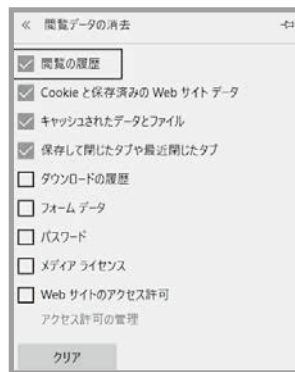 ≪ 閲覧データの消去
閲覧の履歴
Cookie と保存済みの Web サイト データ
キャッシュされたデータとファイル
保存して閉じたタブや最近閉じたタブ
ダウンロードの履歴
フォーム データ
パスワード
メディア ライセンス
Web サイトのアクセス許可
アクセス許可の管理
クリア